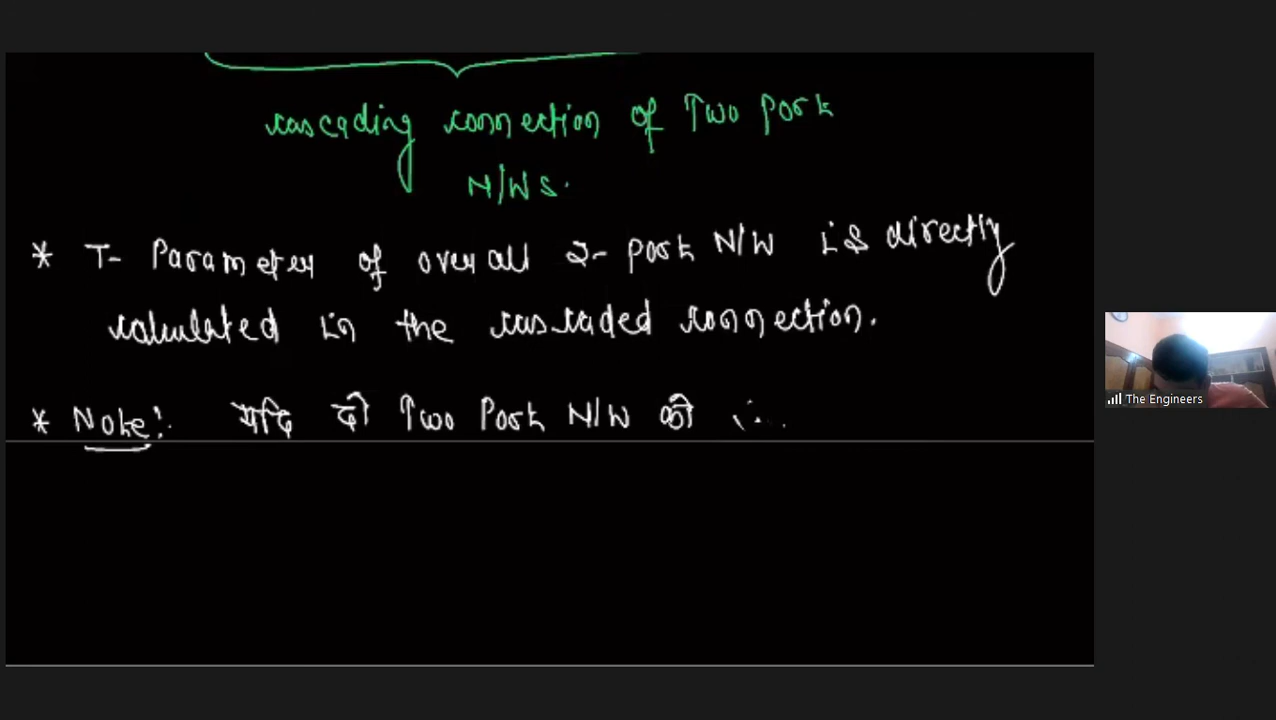 cascading connection of Two Port
N/WS.
* T- Parameter of overall 2- port N/W is directly
calculated in the cascaded connection.
* Note:- यदि दो Two Port N/W को
The Engineers